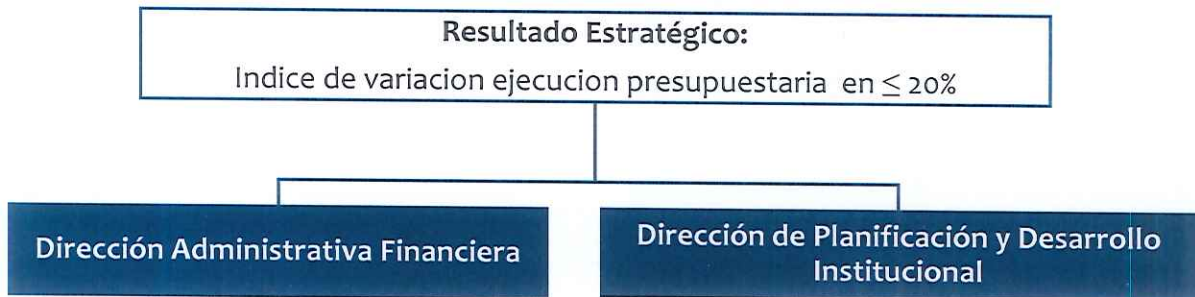 Resultado Estratégico:
Indice de variacion ejecucion presupuestaria en ≤ 20%
Dirección Administrativa Financiera
Dirección de Planificación y Desarrollo
Institucional